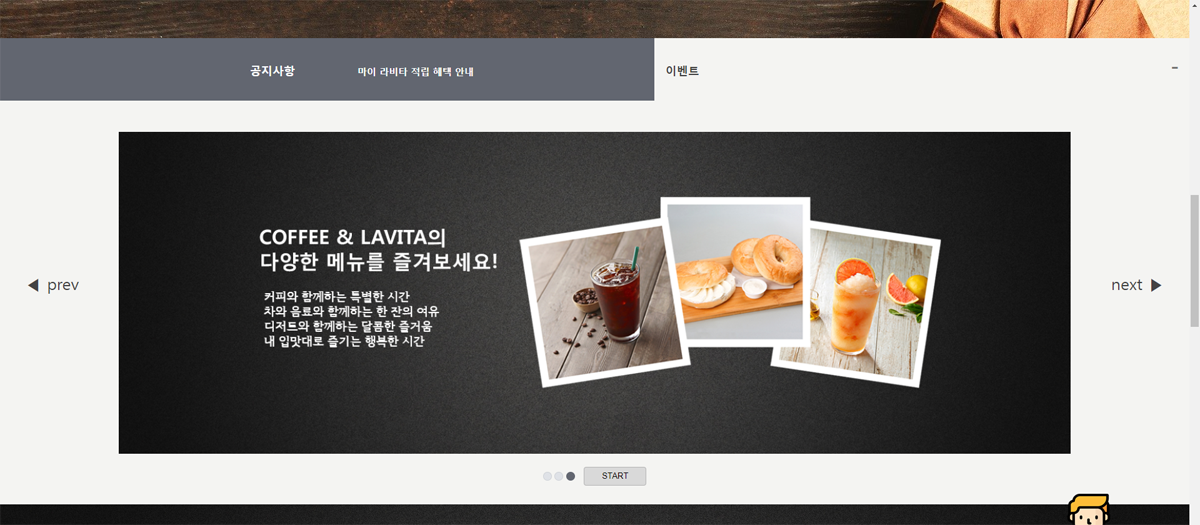 공지사항
마이 라비타 적립 혜택 안내
이벤트
COFFEE & LAVITA의
다양한 메뉴를 즐겨보세요!
커피와 함께하는 특별한 시간
차와 음료와 함께하는 한 잔의 여유
디저트와 함께하는 달콤한 즐거움
내 입맛대로 즐기는 행복한 시간
◀ prev
next ▶
START